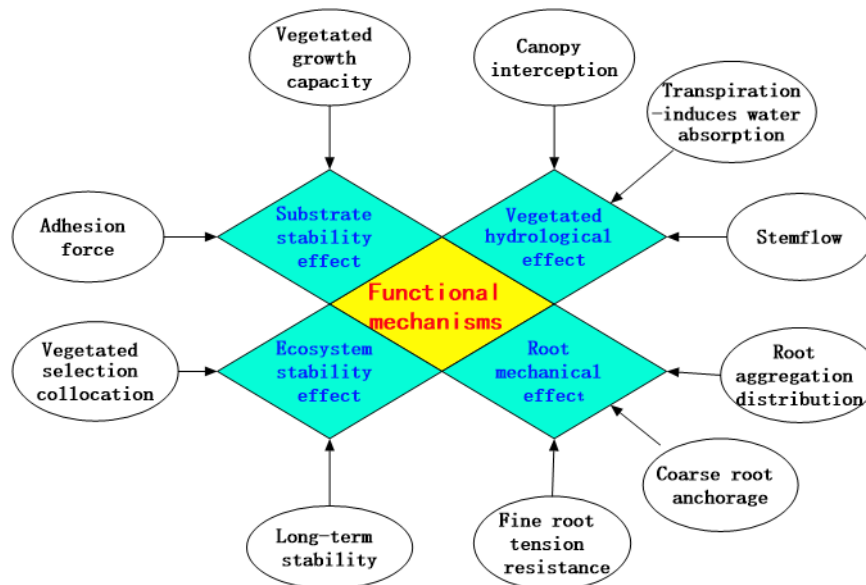 Vegetated
growth
capacity
Canopy
interception
Transpiration
-induces water
absorption
Adhesion
force
Substrate
stability
effect
Vegetated
hydrological
effect
Stemflow
Functional
mechanisms
Vegetated
selection
collocation
Ecosystem
stability
effect
Root
mechanical
effect
Root
aggregation
distribution
Coarse root
anchorage
Long-term
stability
Fine root
tension
resistance